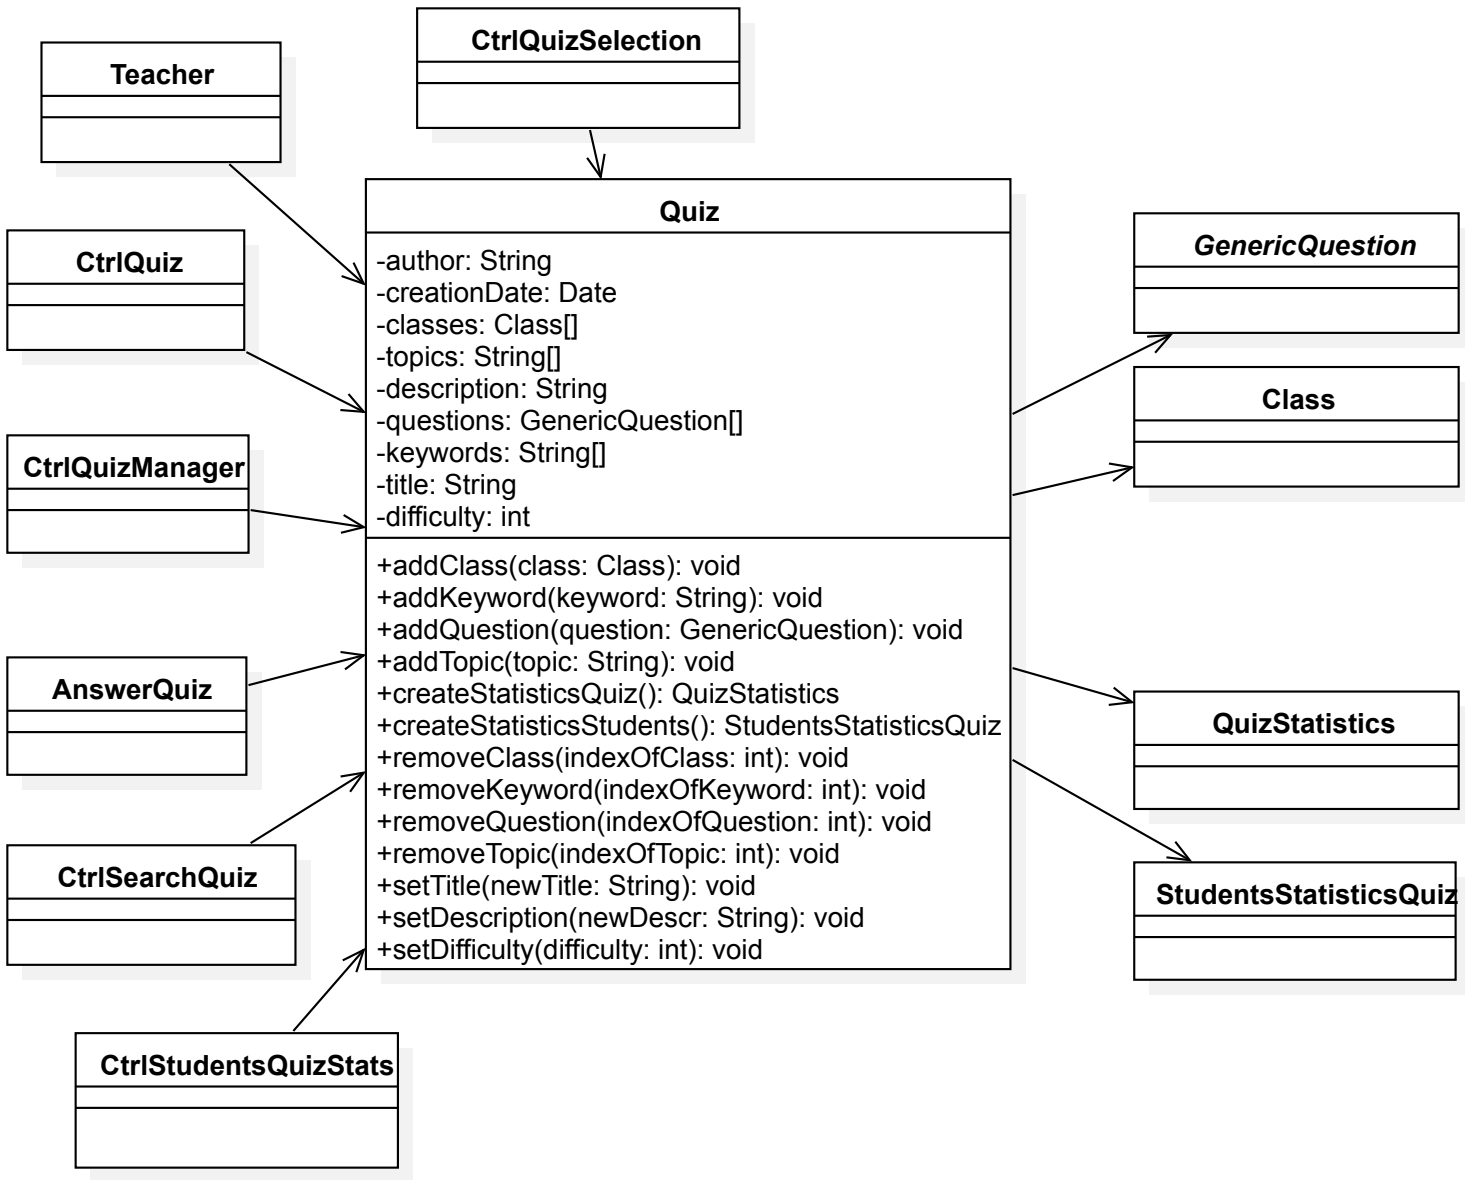 CtrlQuizSelection
Teacher
Quiz
-author: String
-creationDate: Date
-classes: Class[]
-topics: String[]
-description: String
-questions: GenericQuestion[]
-keywords: String[]
-title: String
-difficulty: int
+addClass(class: Class): void
+addKeyword(keyword: String): void
+addQuestion(question: GenericQuestion): void
+addTopic(topic: String): void
+createStatisticsQuiz(): QuizStatistics
+createStatisticsStudents(): StudentsStatisticsQuiz
+removeClass(indexOfClass: int): void
+removeKeyword(indexOfKeyword: int): void
+removeQuestion(indexOfQuestion: int): void
+removeTopic(indexOfTopic: int): void
+setTitle(newTitle: String): void
+setDescription(newDescr: String): void
+setDifficulty(difficulty: int): void
CtrlQuiz
CtrlQuizManager
AnswerQuiz
CtrlSearchQuiz
CtrlStudentsQuizStats
GenericQuestion
Class
QuizStatistics
StudentsStatisticsQuiz